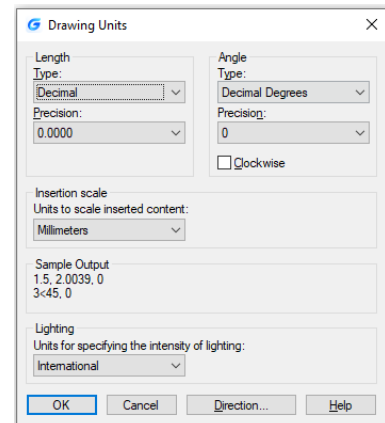 Drawing Units
Length
Type:
Decimal
Precision:
0.0000
Angle
Type:
Decimal Degrees
Precision:
0
Clockwise
Insertion scale
Units to scale inserted content:
Millimeters
Sample Output
1.5, 2.0039, 0
3<45, 0
Lighting
Units for specifying the intensity of lighting:
International
OK Cancel Direction... Help